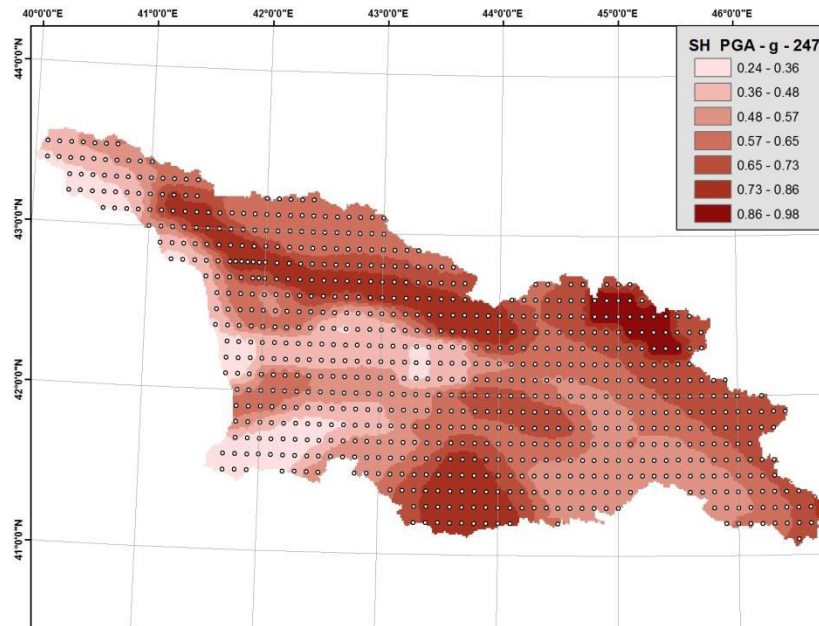 40°0'0"E 41°0'0"E 42°0'0"E 43°0'0"E 44°0'0"E 45°0'0"E 46°0'0"E
44°0'0"N
43°0'0"N
42°0'0"N
41°0'0"N
SH PGA - g - 247
0.24 - 0.36
0.36 - 0.48
0.48 - 0.57
0.57 - 0.65
0.65 - 0.73
0.73 - 0.86
0.86 - 0.98